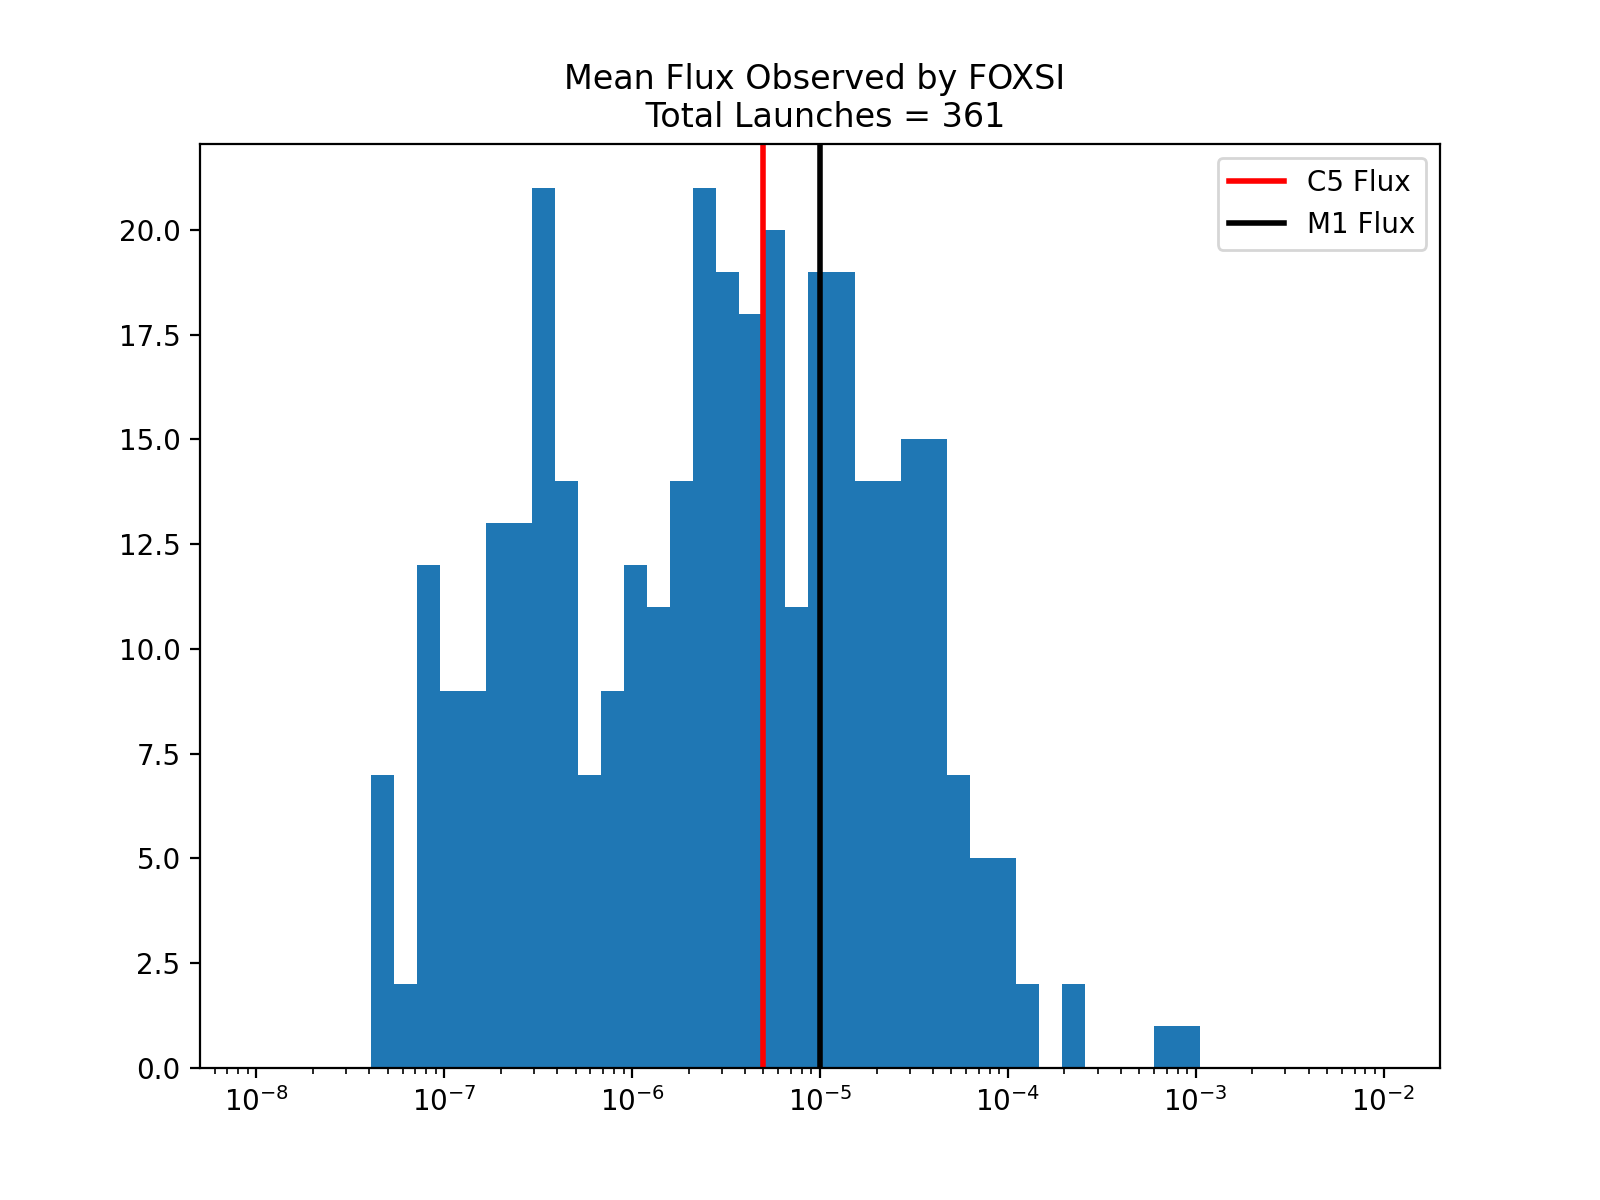 Mean Flux Observed by FOXSI
Total Launches = 361
C5 Flux
M1 Flux
20.0
17.5
15.0
12.5
10.0
7.5
5.0
2.5
0.0
10⁻⁸ 10⁻⁷ 10⁻⁶ 10⁻⁵ 10⁻⁴ 10⁻³ 10⁻²